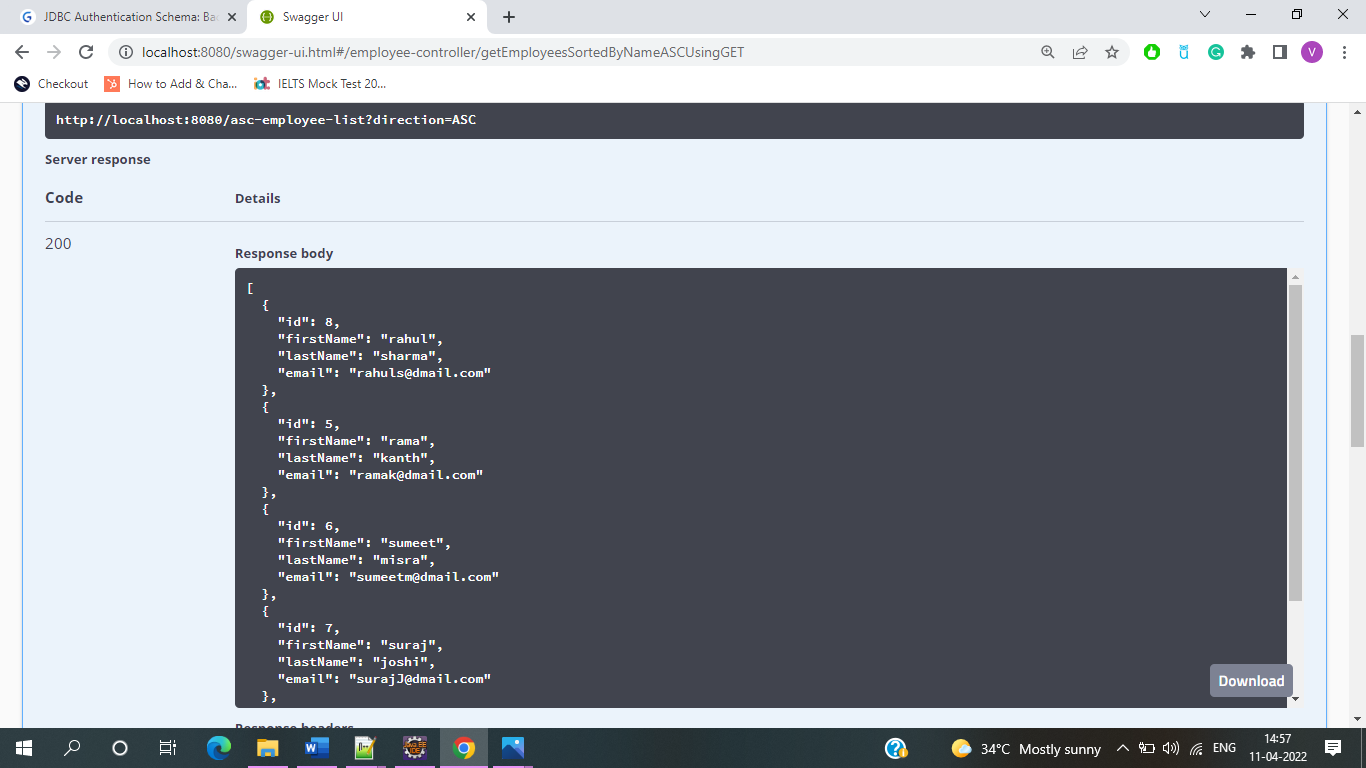 JDBC Authentication Schema: Ba
Swagger UI
localhost:8080/swagger-ui.html#/employee-controller/getEmployeesSortedByNameASCUsingGET
V
Checkout
How to Add & Cha...
IELTS Mock Test 20...
http://localhost:8080/asc-employee-list?direction=ASC
Server response
Code Details
200
Response body
[
{
"id": 8,
"firstName": "rahul",
"lastName": "sharma",
"email": "rahuls@dmail.com"
},
{
"id": 5,
"firstName": "rama",
"lastName": "kanth",
"email": "ramak@dmail.com"
},
{
"id": 6,
"firstName": "sumeet",
"lastName": "misra",
"email": "sumeetm@dmail.com"
},
{
"id": 7,
"firstName": "suraj",
"lastName": "joshi",
"email": "surajJ@dmail.com"
},
Download
Response headers
34°C Mostly sunny
ENG
14:57
11-04-2022